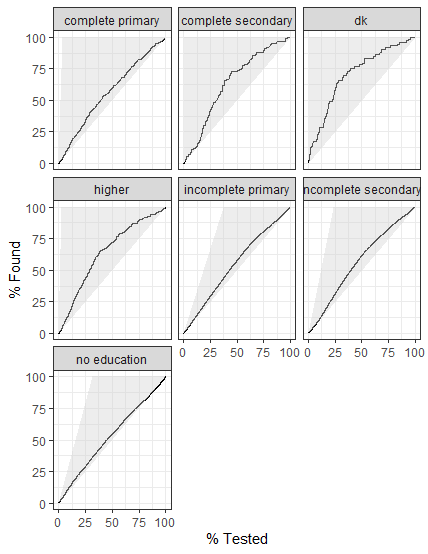 complete primary
complete secondary
dk
100
75
50
25
0
higher
incomplete primary
ncomplete secondary
100
75
50
25
0
0 25 50 75 100
0 25 50 75 100
no education
100
75
50
25
0
0 25 50 75 100
% Found
% Tested